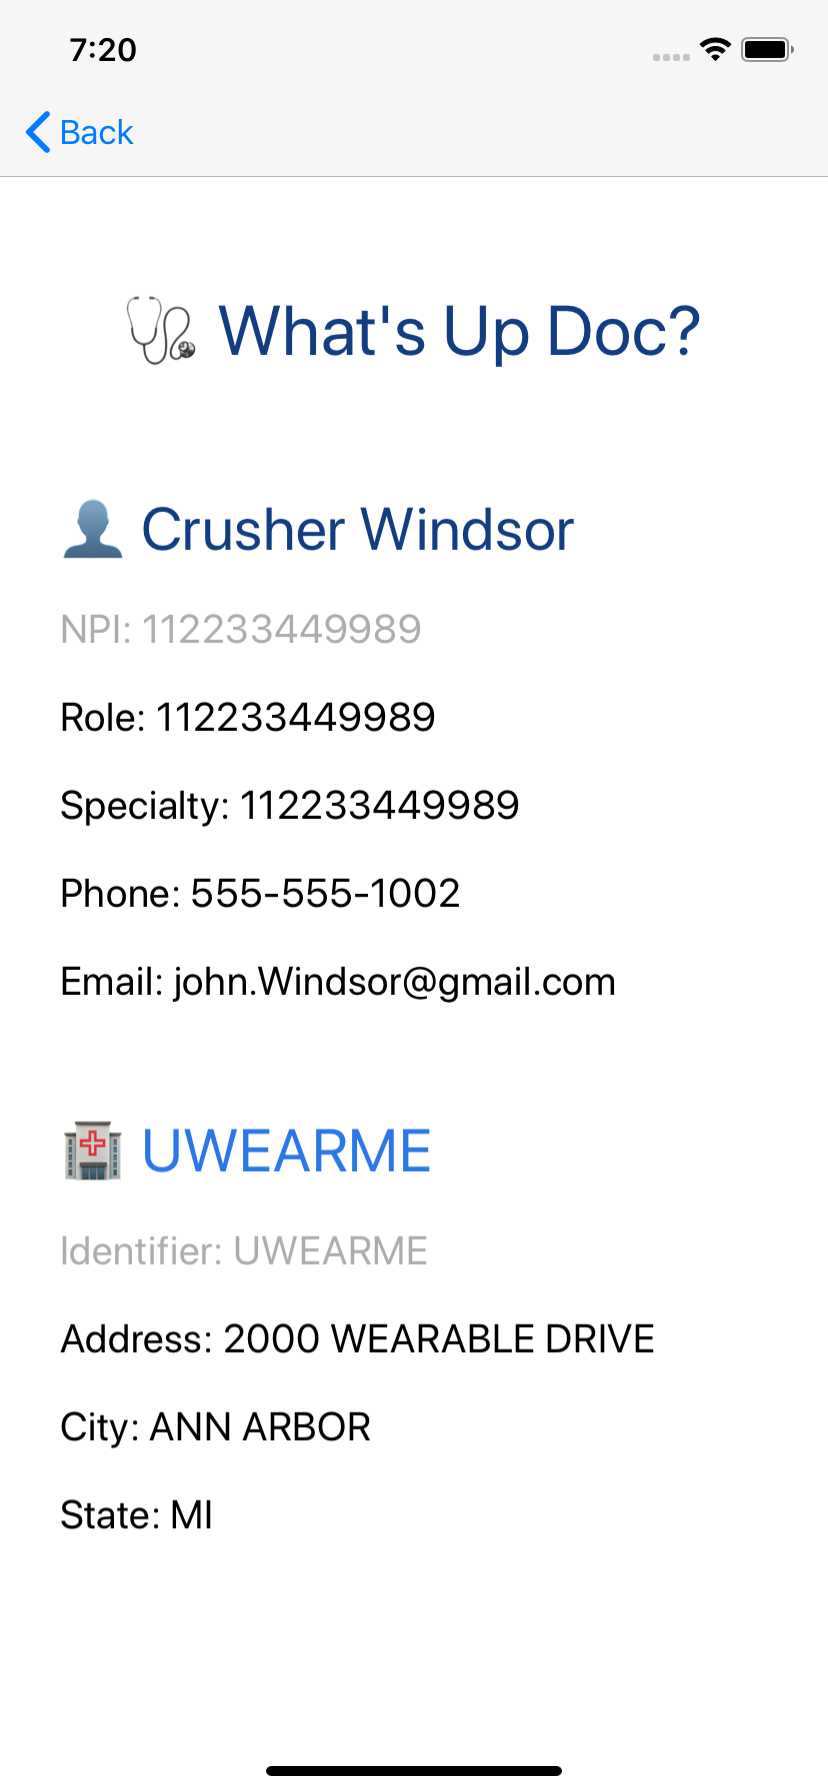 7:20
Back
What's Up Doc?
Crusher Windsor
NPI: 112233449989
Role: 112233449989
Specialty: 112233449989
Phone: 555-555-1002
Email: john.Windsor@gmail.com
UWEARME
Identifier: UWEARME
Address: 2000 WEARABLE DRIVE
City: ANN ARBOR
State: MI